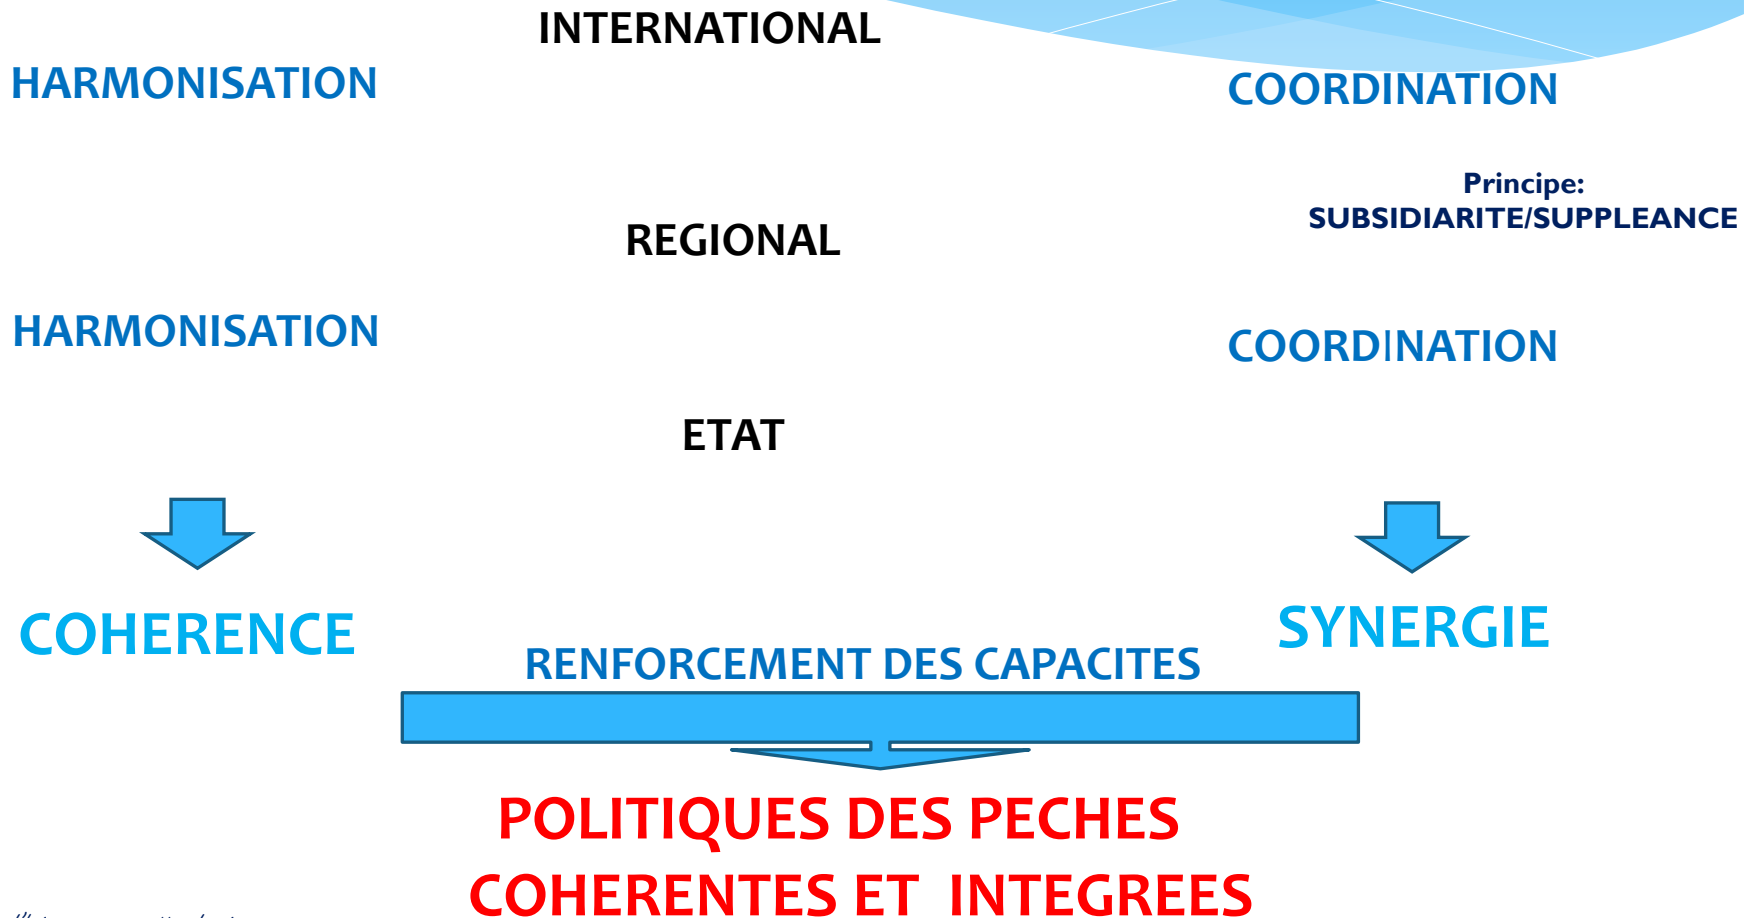 INTERNATIONAL
HARMONISATION
COORDINATION
Principe:
SUBSIDIARITE/SUPPLEANCE
REGIONAL
HARMONISATION
COORDINATION
ETAT
COHERENCE
SYNERGIE
RENFORCEMENT DES CAPACITES
POLITIQUES DES PECHES
COHERENTES ET INTEGREES